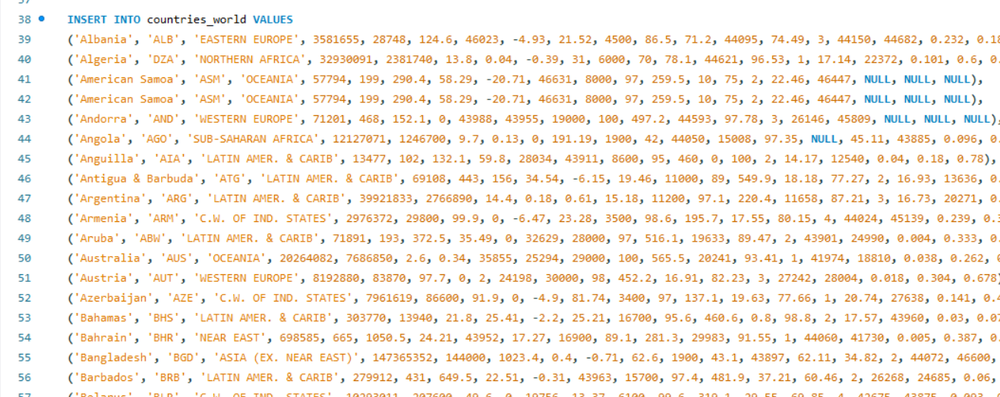 38 INSERT INTO countries_world VALUES
39 ('Albania', 'ALB', 'EASTERN EUROPE', 3581655, 28748, 124.6, 46023, -4.93, 21.52, 4500, 86.5, 71.2, 44095, 74.49, 3, 44150, 44682, 0.232, 0.18
40 ('Algeria', 'DZA', 'NORTHERN AFRICA', 32930091, 2381740, 13.8, 0.04, -0.39, 31, 6000, 70, 78.1, 44621, 96.53, 1, 17.14, 22372, 0.101, 0.6, 0.
41 ('American Samoa', 'ASM', 'OCEANIA', 57794, 199, 290.4, 58.29, -20.71, 46631, 8000, 97, 259.5, 10, 75, 2, 22.46, 46447, NULL, NULL, NULL),
42 ('American Samoa', 'ASM', 'OCEANIA', 57794, 199, 290.4, 58.29, -20.71, 46631, 8000, 97, 259.5, 10, 75, 2, 22.46, 46447, NULL, NULL, NULL),
43 ('Andorra', 'AND', 'WESTERN EUROPE', 71201, 468, 152.1, 0, 43988, 43955, 19000, 100, 497.2, 44593, 97.78, 3, 26146, 45809, NULL, NULL, NULL),
44 ('Angola', 'AGO', 'SUB-SAHARAN AFRICA', 12127071, 1246700, 9.7, 0.13, 0, 191.19, 1900, 42, 44050, 15008, 97.35, NULL, 45.11, 43885, 0.096, 0.
45 ('Anguilla', 'AIA', 'LATIN AMER. & CARIB', 13477, 102, 132.1, 59.8, 28034, 43911, 8600, 95, 460, 0, 100, 2, 14.17, 12540, 0.04, 0.18, 0.78),
46 ('Antigua & Barbuda', 'ATG', 'LATIN AMER. & CARIB', 69108, 443, 156, 34.54, -6.15, 19.46, 11000, 89, 549.9, 18.18, 77.27, 2, 16.93, 13636, 0.
47 ('Argentina', 'ARG', 'LATIN AMER. & CARIB', 39921833, 2766890, 14.4, 0.18, 0.61, 15.18, 11200, 97.1, 220.4, 11658, 87.21, 3, 16.73, 20271, 0.
48 ('Armenia', 'ARM', 'C.W. OF IND. STATES', 2976372, 29800, 99.9, 0, -6.47, 23.28, 3500, 98.6, 195.7, 17.55, 80.15, 4, 44024, 45139, 0.239, 0.3
49 ('Aruba', 'ABW', 'LATIN AMER. & CARIB', 71891, 193, 372.5, 35.49, 0, 32629, 28000, 97, 516.1, 19633, 89.47, 2, 43901, 24990, 0.004, 0.333, 0.
50 ('Australia', 'AUS', 'OCEANIA', 20264082, 7686850, 2.6, 0.34, 35855, 25294, 29000, 100, 565.5, 20241, 93.41, 1, 41974, 18810, 0.038, 0.262,
51 ('Austria', 'AUT', 'WESTERN EUROPE', 8192880, 83870, 97.7, 0, 2, 24198, 30000, 98, 452.2, 16.91, 82.23, 3, 27242, 28004, 0.018, 0.304, 0.678)
52 ('Azerbaijan', 'AZE', 'C.W. OF IND. STATES', 7961619, 86600, 91.9, 0, -4.9, 81.74, 3400, 97, 137.1, 19.63, 77.66, 1, 20.74, 27638, 0.141, 0.4
53 ('Bahamas', 'BHS', 'LATIN AMER. & CARIB', 303770, 13940, 21.8, 25.41, -2.2, 25.21, 16700, 95.6, 460.6, 0.8, 98.8, 2, 17.57, 43960, 0.03, 0.07
54 ('Bahrain', 'BHR', 'NEAR EAST', 698585, 665, 1050.5, 24.21, 43952, 17.27, 16900, 89.1, 281.3, 29983, 91.55, 1, 44060, 41730, 0.005, 0.387, 0.
55 ('Bangladesh', 'BGD', 'ASIA (EX. NEAR EAST)', 147365352, 144000, 1023.4, 0.4, -0.71, 62.6, 1900, 43.1, 43897, 62.11, 34.82, 2, 44072, 46600,
56 ('Barbados', 'BRB', 'LATIN AMER. & CARIB', 279912, 431, 649.5, 22.51, -0.31, 43963, 15700, 97.4, 481.9, 37.21, 60.46, 2, 26268, 24685, 0.06,